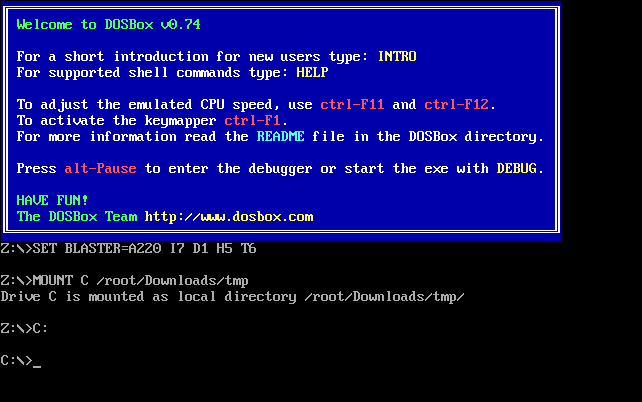 Welcome to DOSBox v0.74
For a short introduction for new users type: INTRO
For supported shell commands type: HELP
To adjust the emulated CPU speed, use ctrl-F11 and ctrl-F12.
To activate the keymapper ctrl-F1.
For more information read the README file in the DOSBox directory.
Press alt-Pause to enter the debugger or start the exe with DEBUG.
HAVE FUN!
The DOSBox Team http://www.dosbox.com
Z:\>SET BLASTER=A220 I7 D1 H5 T6
Z:\>MOUNT C /root/Downloads/tmp
Drive C is mounted as local directory /root/Downloads/tmp/
Z:\>C:
C:\>_